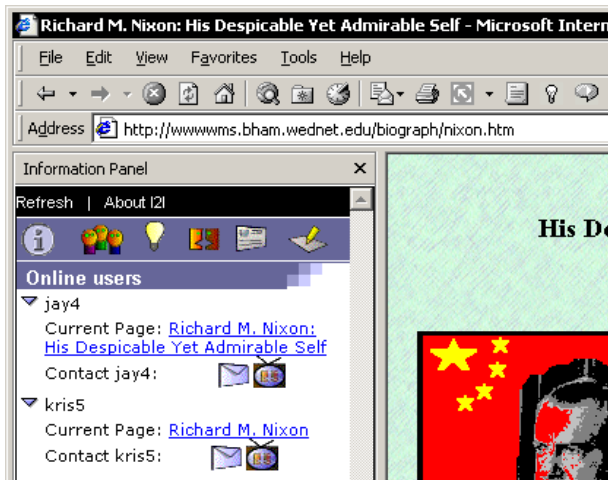 Richard M. Nixon: His Despicable Yet Admirable Self - Microsoft Intern
File Edit View Favorites Tools Help
Address http://wwwwms.bham.wednet.edu/biograph/nixon.htm
Information Panel
Refresh | About I2I
Online users
jay4
Current Page: Richard M. Nixon:
His Despicable Yet Admirable Self
Contact jay4:
kris5
Current Page: Richard M. Nixon
Contact kris5:
His De